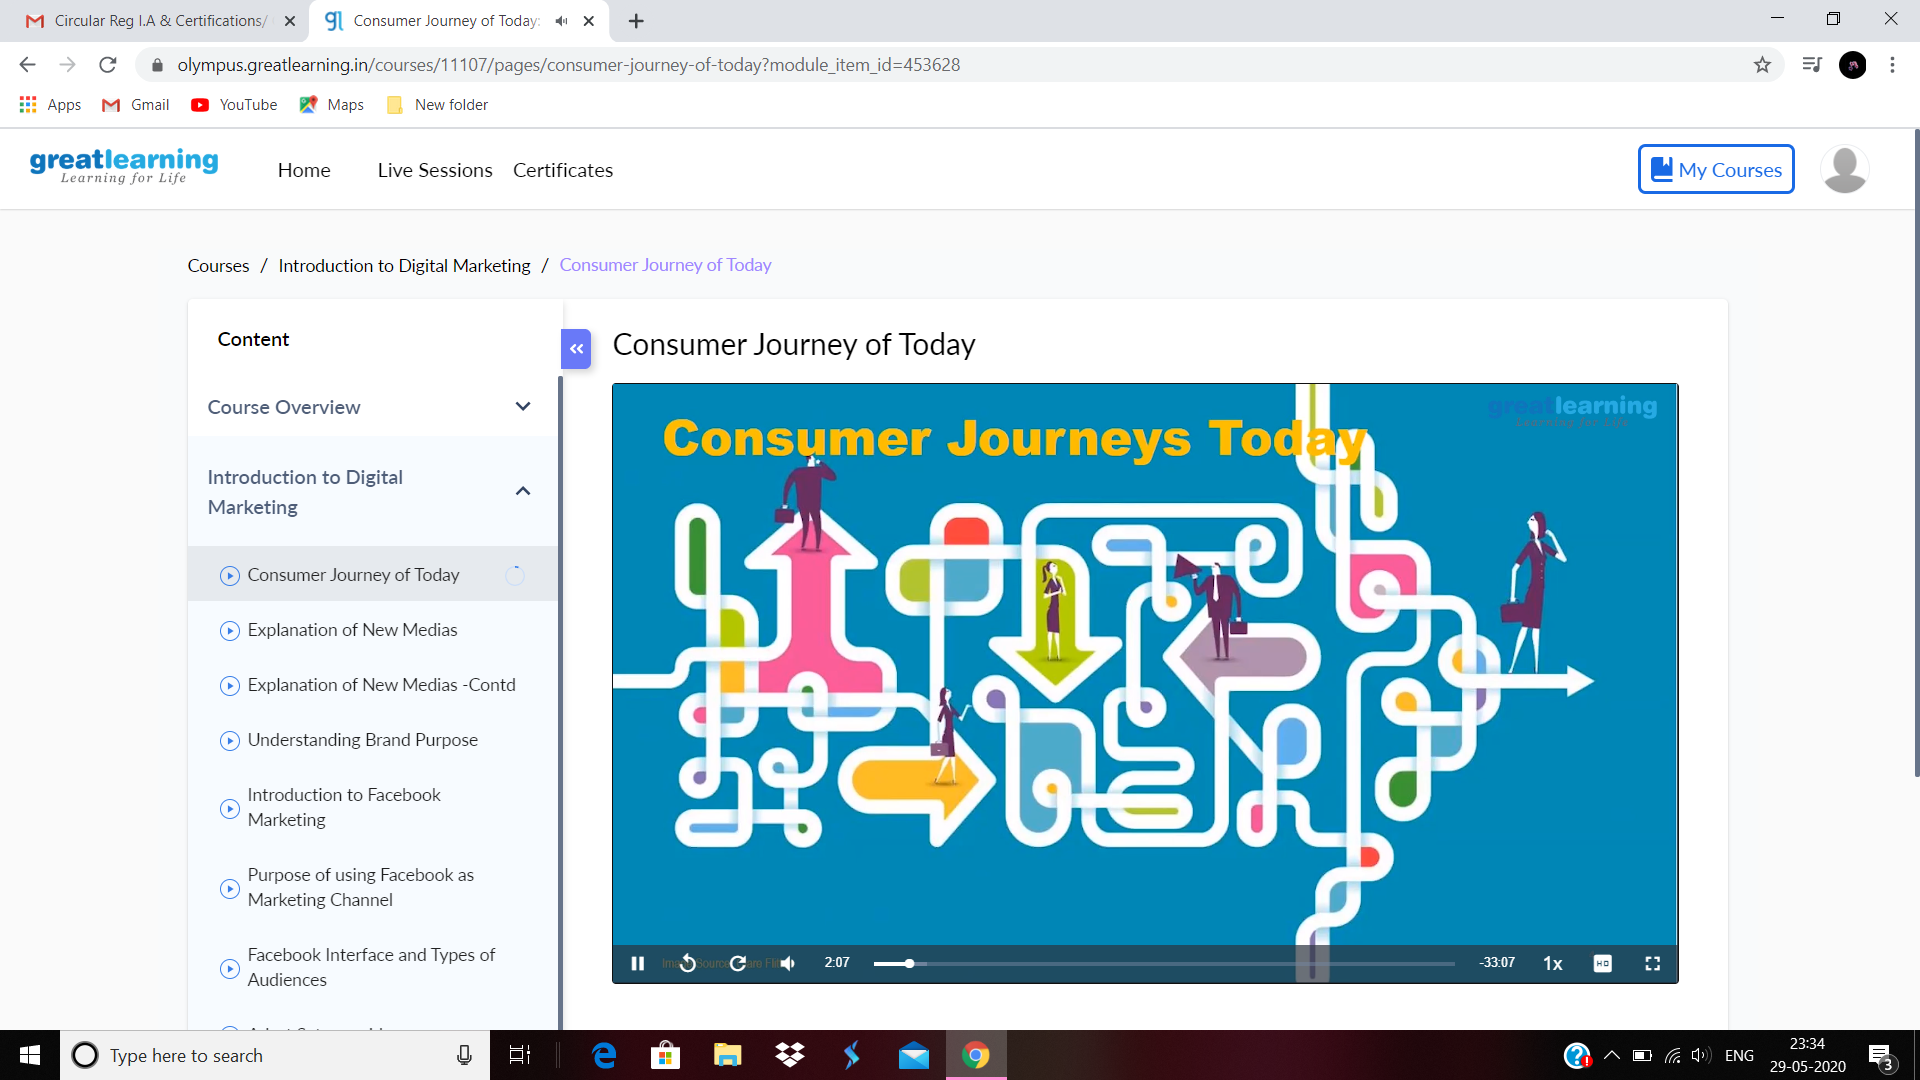 Circular Reg I.A & Certifications/
Consumer Journey of Today:
olympus.greatlearning.in/courses/11107/pages/consumer-journey-of-today?module_item_id=453628
Apps Gmail YouTube Maps New folder
greatlearning
Learning for Life
Home Live Sessions Certificates My Courses
Courses / Introduction to Digital Marketing / Consumer Journey of Today
Content
Course Overview
Introduction to Digital
Marketing
Consumer Journey of Today
Explanation of New Medias
Explanation of New Medias -Contd
Understanding Brand Purpose
Introduction to Facebook
Marketing
Purpose of using Facebook as
Marketing Channel
Facebook Interface and Types of
Audiences
Consumer Journey of Today
greatlearning
Learning for Life
Consumer Journeys Today
2:07 -33:07 1x HD
Type here to search
ENG
23:34
29-05-2020
3